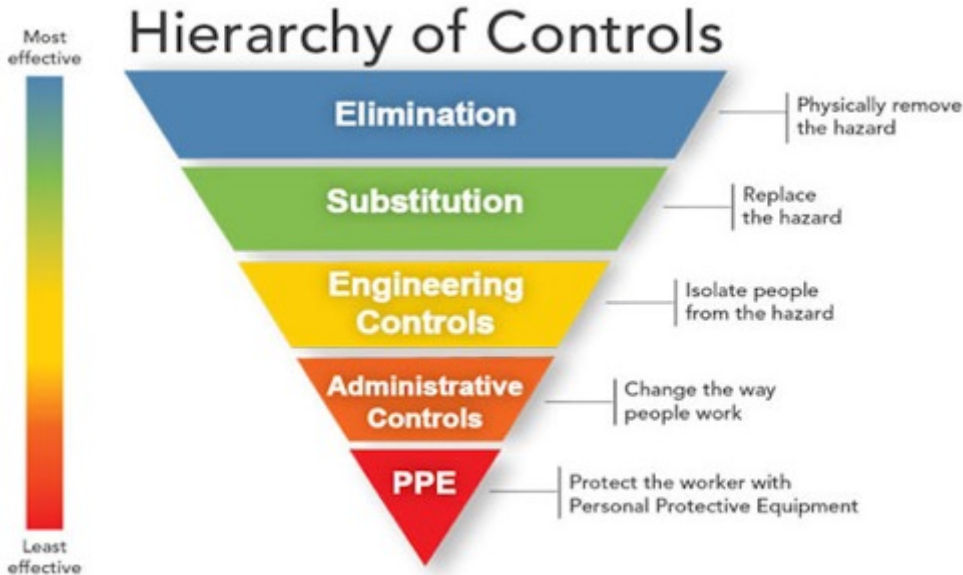 Hierarchy of Controls
Most
effective
Elimination
Physically remove
the hazard
Substitution
Replace
the hazard
Engineering
Controls
Isolate people
from the hazard
Administrative
Controls
Change the way
people work
PPE
Protect the worker with
Personal Protective Equipment
Least
effective